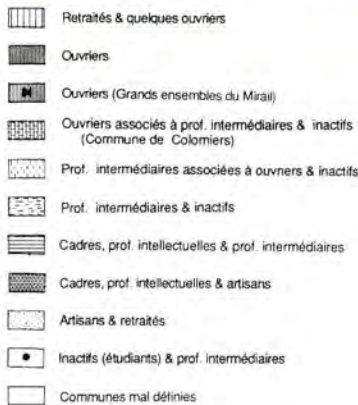 Retraités & quelques ouvriers
Ouvriers
Ouvriers (Grands ensembles du Mirail)
Ouvriers associés à prof. intermédiaires & inactifs
(Commune de Colomiers)
Prof. intermédiaires associées à ouvriers & inactifs
Prof. intermédiaires & inactifs
Cadres, prof. intellectuelles & prof. intermédiaires
Cadres, prof. intellectuelles & artisans
Artisans & retraités
Inactifs (étudiants) & prof. intermédiaires
Communes mal définies